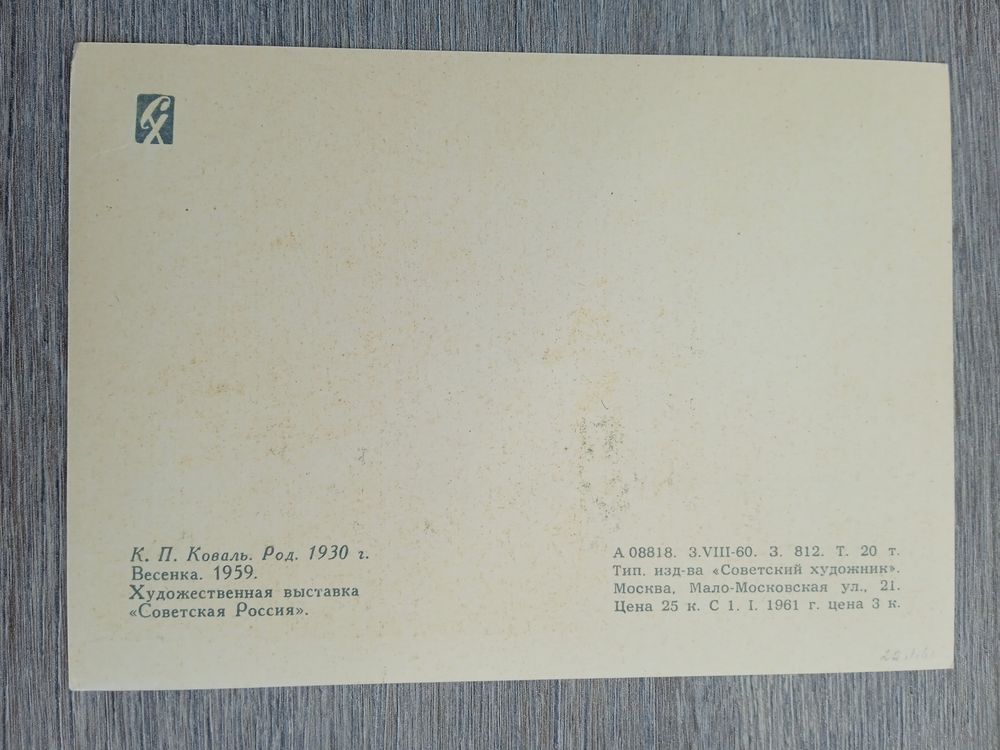 СХ
К. П. Коваль. Род. 1930 г.
Весенка. 1959.
Художественная выставка
«Советская Россия».
А 08818. 3.VIII-60. З. 812. Т. 20 т.
Тип. изд-ва «Советский художник».
Москва, Мало-Московская ул., 21.
Цена 25 к. С 1. I. 1961 г. цена 3 к.